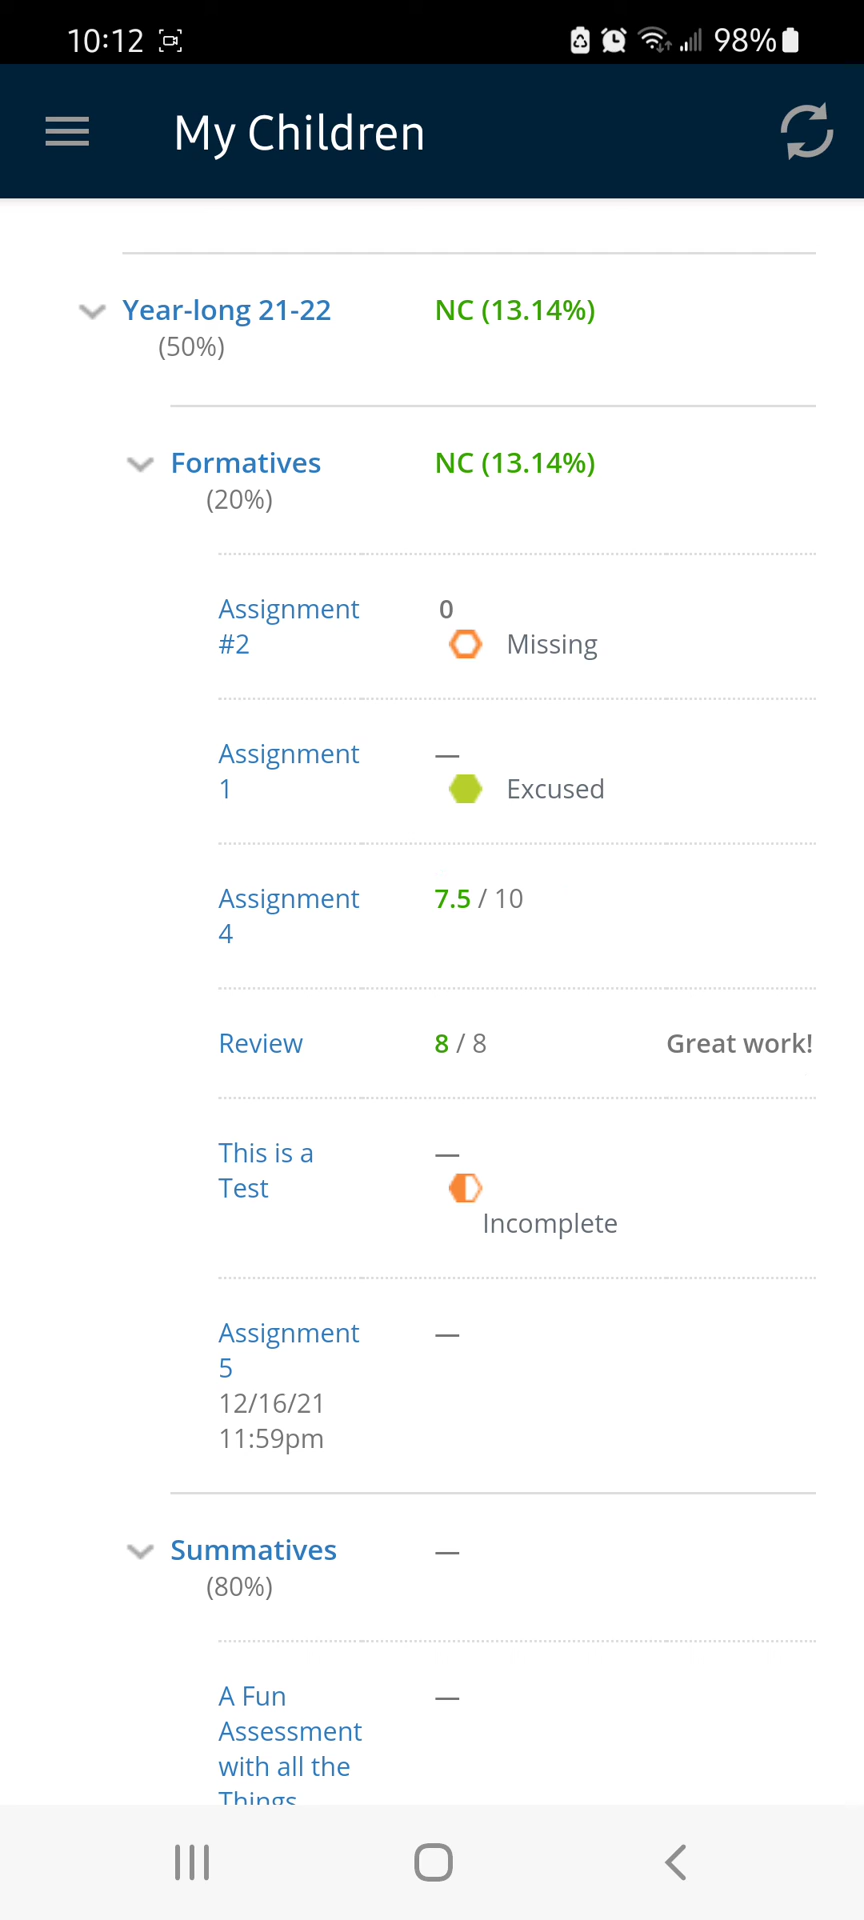 10:12 98%
My Children
Year-long 21-22 NC (13.14%)
(50%)
Formatives NC (13.14%)
(20%)
Assignment 0
#2 Missing
Assignment —
1 Excused
Assignment 7.5 / 10
4
Review 8 / 8 Great work!
This is a —
Test
Incomplete
Assignment —
5
12/16/21
11:59pm
Summatives —
(80%)
A Fun —
Assessment
with all the
Things